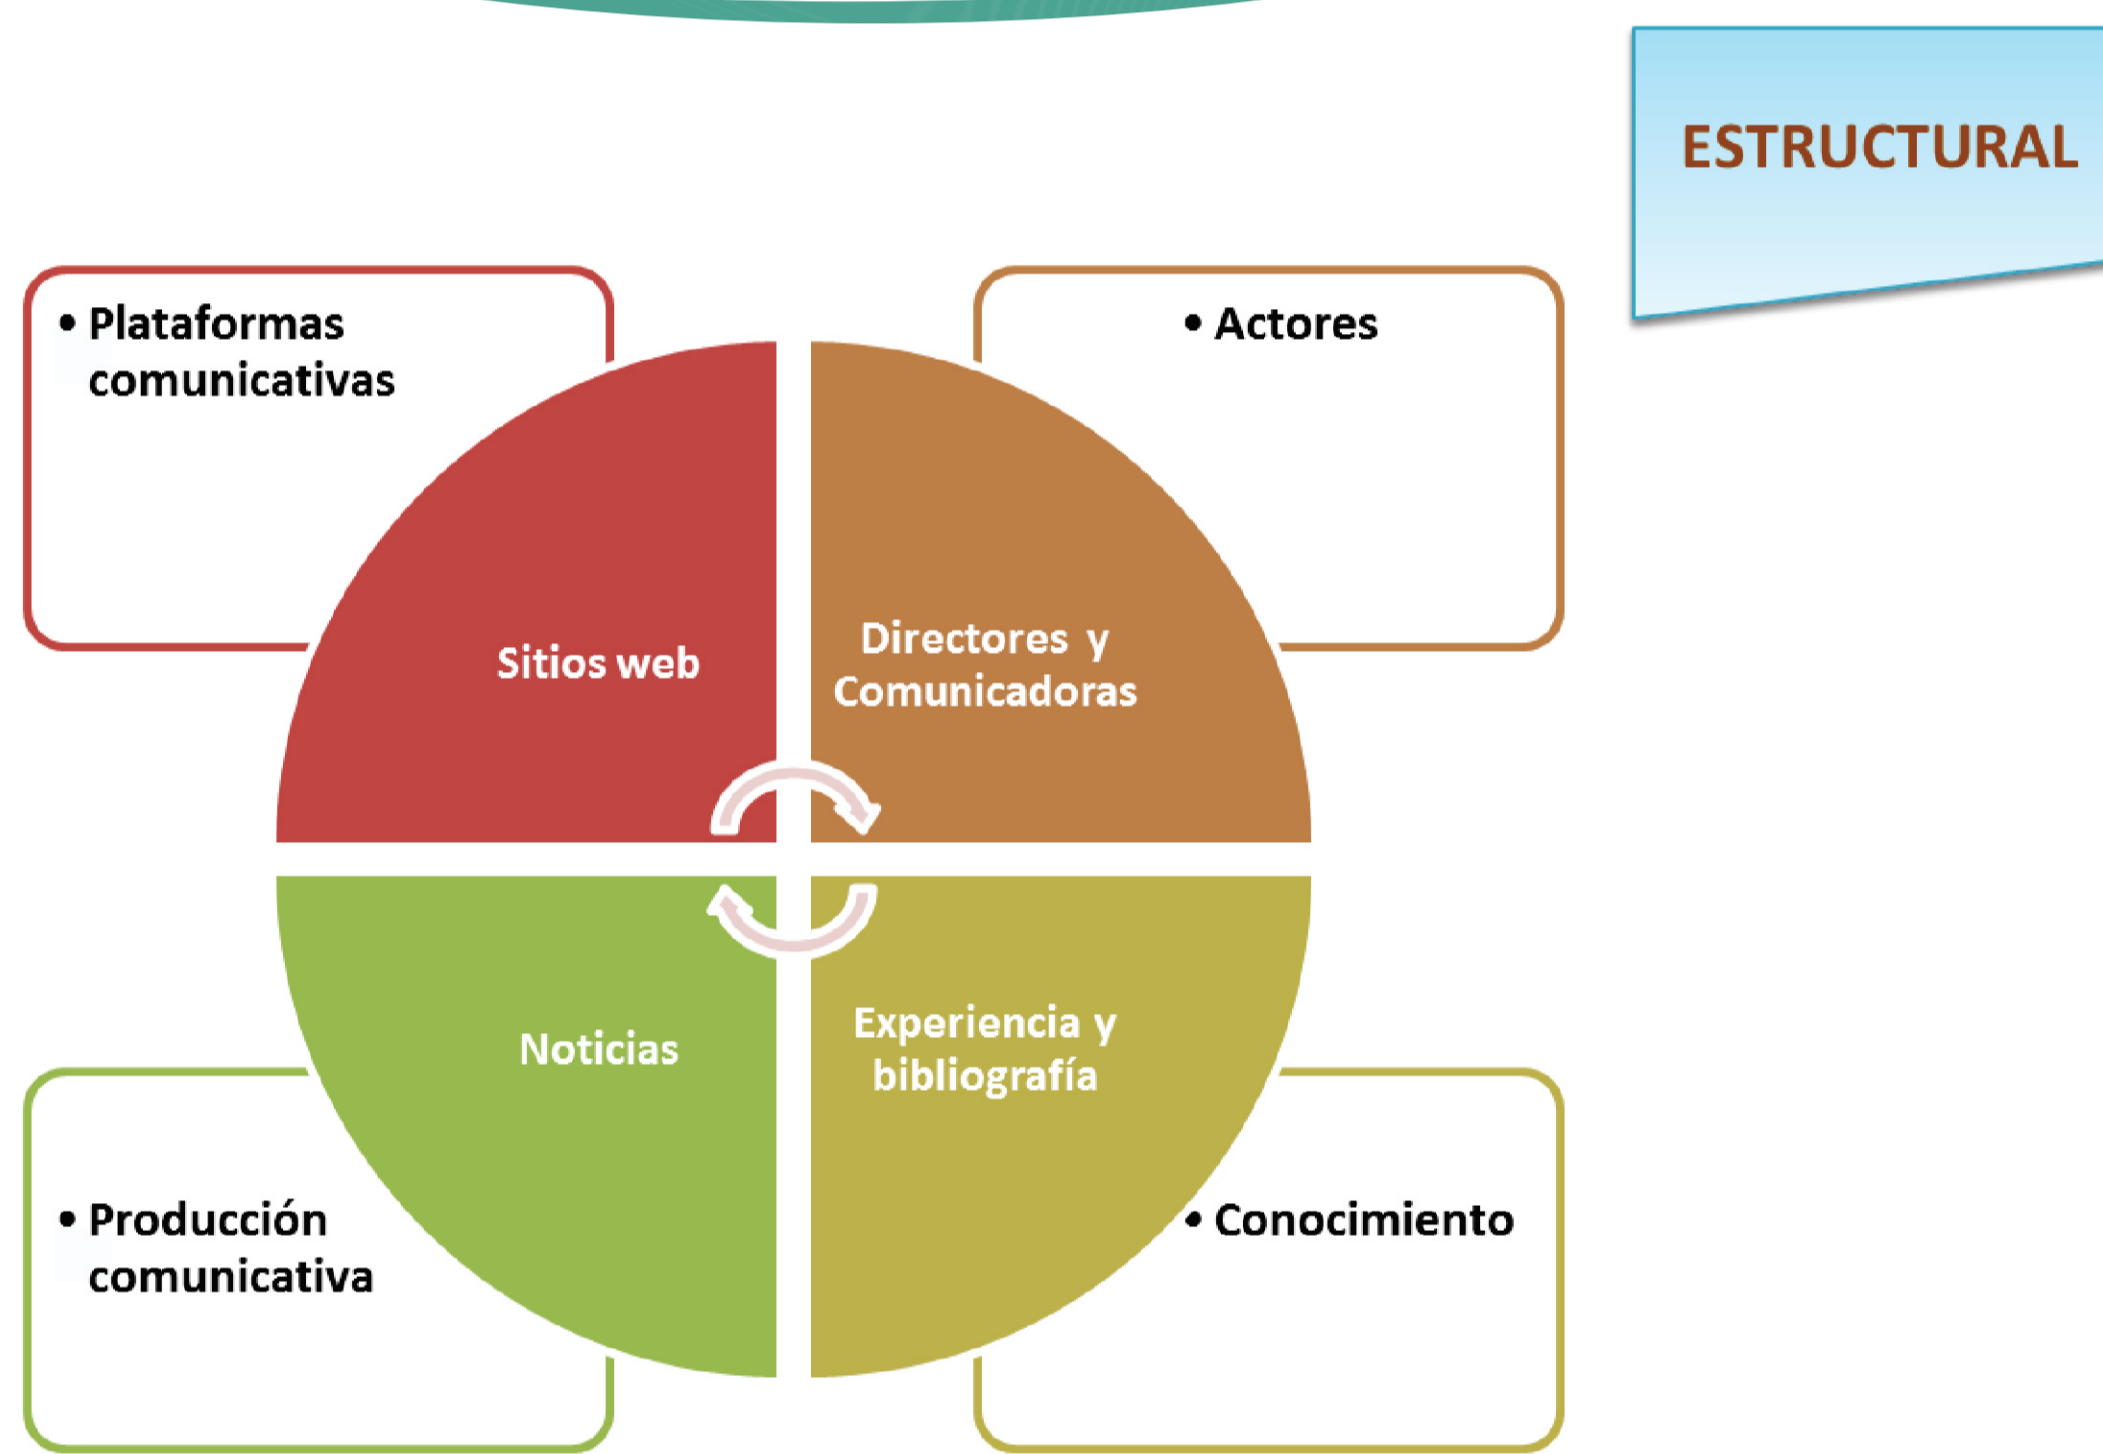 ESTRUCTURAL
• Plataformas
comunicativas
• Actores
Sitios web
Directores y
Comunicadoras
Noticias
Experiencia y
bibliografía
• Producción
comunicativa
• Conocimiento